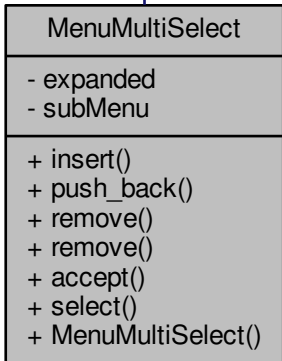 MenuMultiSelect
- expanded
- subMenu
+ insert()
+ push_back()
+ remove()
+ remove()
+ accept()
+ select()
+ MenuMultiSelect()